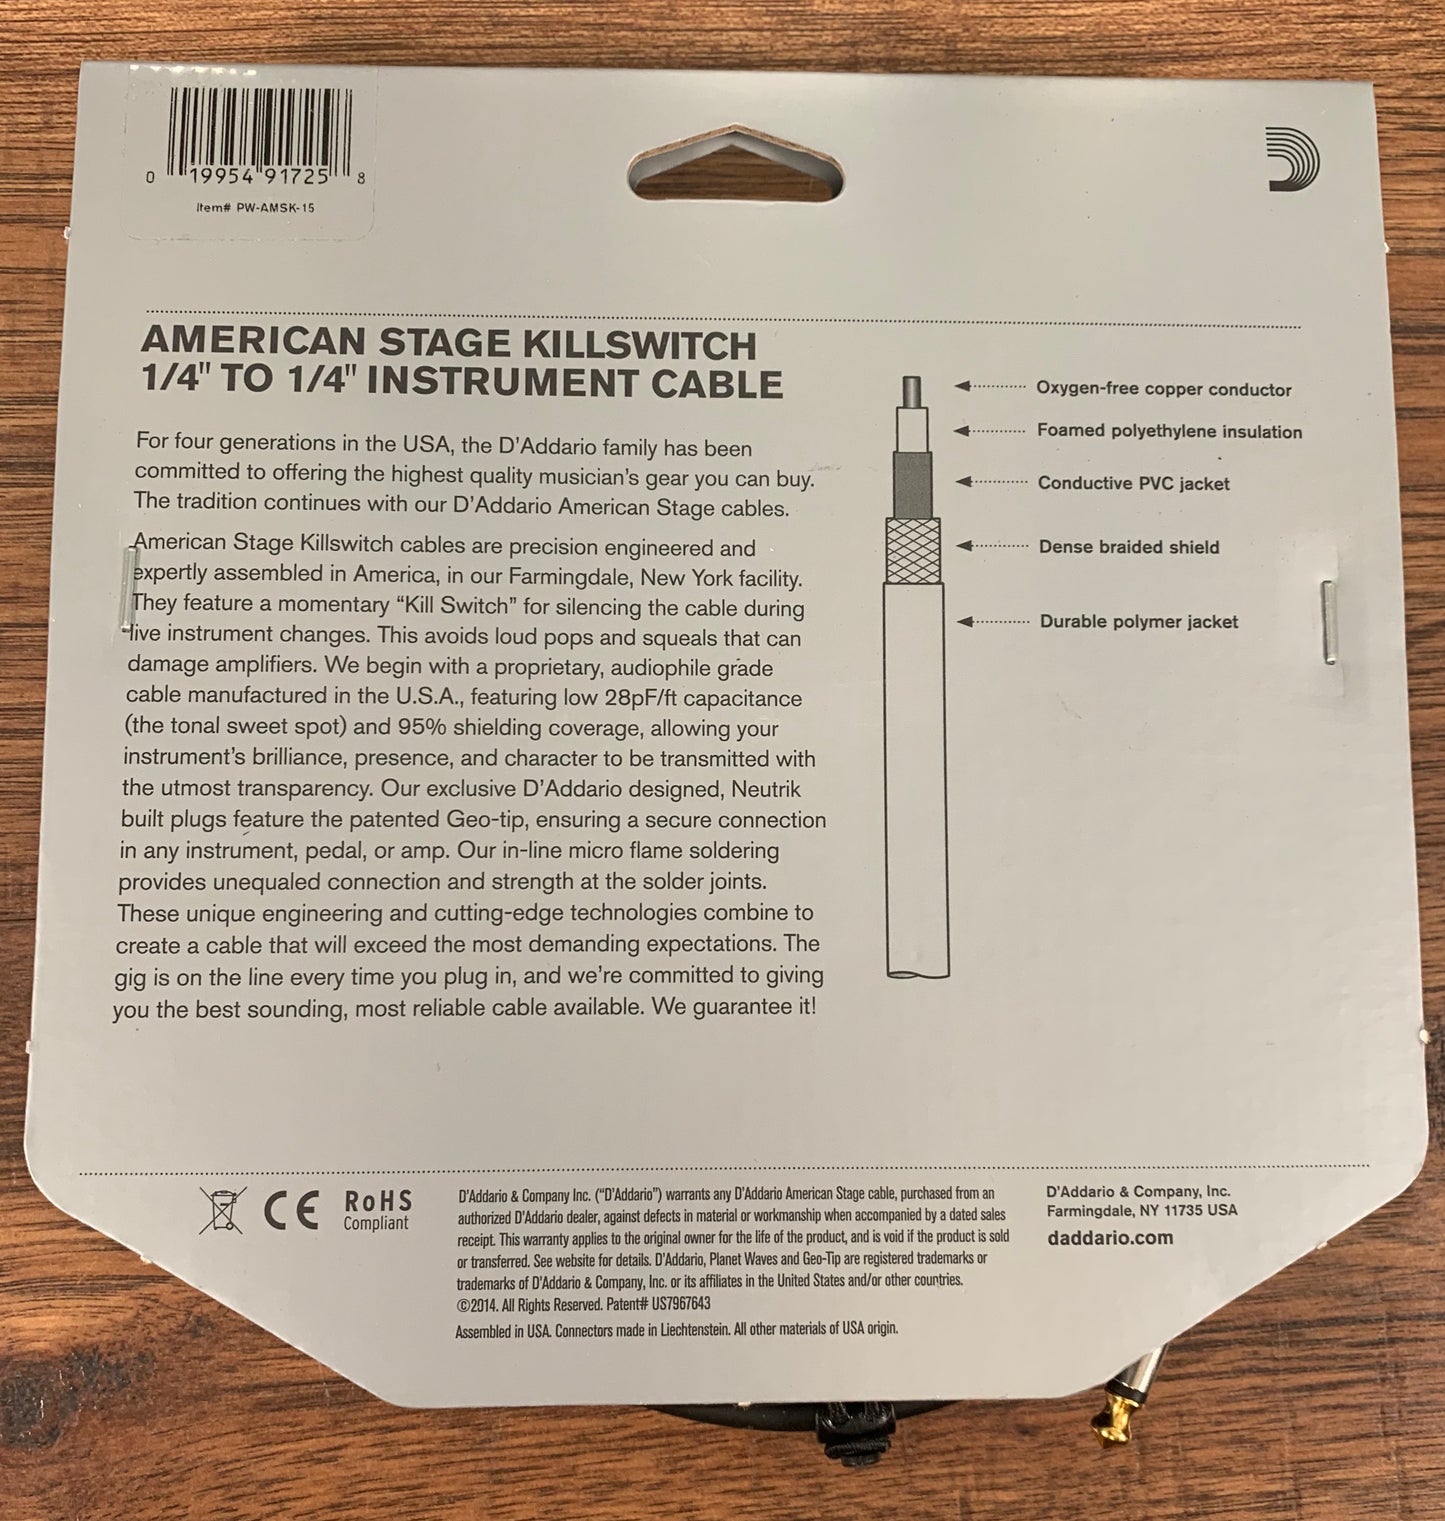 0 19954 91725 8
Item# PW-AMSK-15
AMERICAN STAGE KILLSWITCH
1/4" TO 1/4" INSTRUMENT CABLE
For four generations in the USA, the D'Addario family has been
committed to offering the highest quality musician's gear you can buy.
The tradition continues with our D'Addario American Stage cables.
American Stage Killswitch cables are precision engineered and
expertly assembled in America, in our Farmingdale, New York facility.
They feature a momentary “Kill Switch” for silencing the cable during
live instrument changes. This avoids loud pops and squeals that can
damage amplifiers. We begin with a proprietary, audiophile grade
cable manufactured in the U.S.A., featuring low 28pF/ft capacitance
(the tonal sweet spot) and 95% shielding coverage, allowing your
instrument's brilliance, presence, and character to be transmitted with
the utmost transparency. Our exclusive D'Addario designed, Neutrik
built plugs feature the patented Geo-tip, ensuring a secure connection
in any instrument, pedal, or amp. Our in-line micro flame soldering
provides unequaled connection and strength at the solder joints.
These unique engineering and cutting-edge technologies combine to
create a cable that will exceed the most demanding expectations. The
gig is on the line every time you plug in, and we're committed to giving
you the best sounding, most reliable cable available. We guarantee it!
Oxygen-free copper conductor
Foamed polyethylene insulation
Conductive PVC jacket
Dense braided shield
Durable polymer jacket
CE
RoHS
Compliant
D'Addario & Company Inc. (“D'Addario”) warrants any D'Addario American Stage cable, purchased from an
authorized D'Addario dealer, against defects in material or workmanship when accompanied by a dated sales
receipt. This warranty applies to the original owner for the life of the product, and is void if the product is sold
or transferred. See website for details. D'Addario, Planet Waves and Geo-Tip are registered trademarks or
trademarks of D'Addario & Company, Inc. or its affiliates in the United States and/or other countries.
©2014. All Rights Reserved. Patent# US7967643
Assembled in USA. Connectors made in Liechtenstein. All other materials of USA origin.
D'Addario & Company, Inc.
Farmingdale, NY 11735 USA
daddario.com